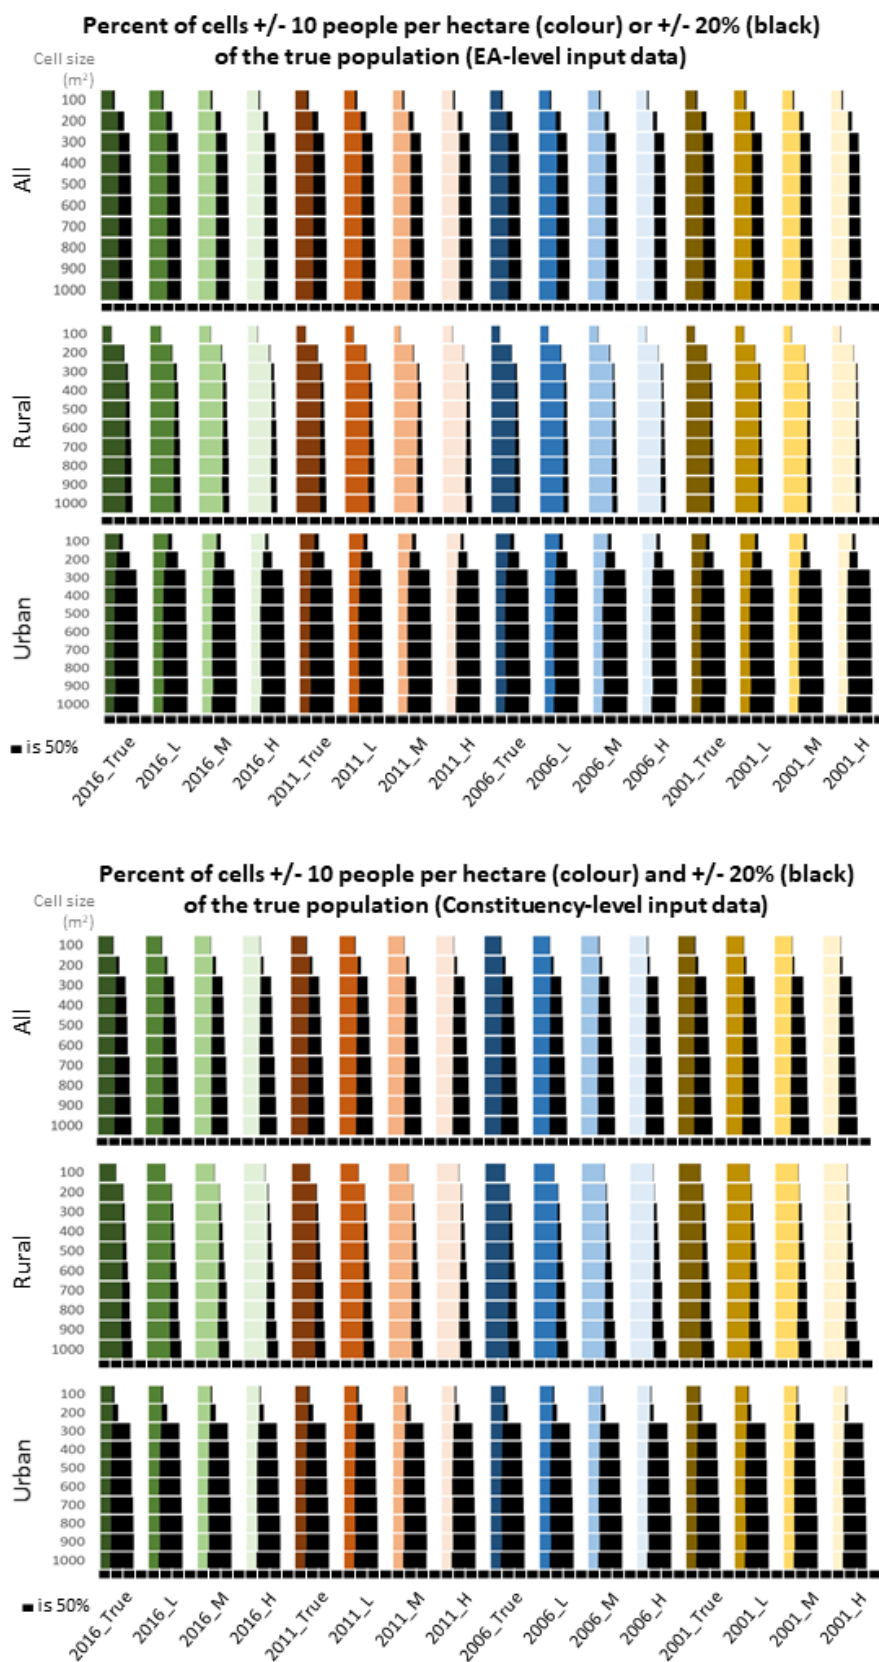 Percent of cells +/- 10 people per hectare (colour) or +/- 20% (black)
of the true population (EA-level input data)
Cell size
(m²)
All
100
200
300
400
500
600
700
800
900
1000
Rural
100
200
300
400
500
600
700
800
900
1000
Urban
100
200
300
400
500
600
700
800
900
1000
is 50%
2016_True
2016_L
2016_M
2016_H
2011_True
2011_L
2011_M
2011_H
2006_True
2006_L
2006_M
2006_H
2001_True
2001_L
2001_M
2001_H
Percent of cells +/- 10 people per hectare (colour) and +/- 20% (black)
of the true population (Constituency-level input data)
Cell size
(m²)
All
100
200
300
400
500
600
700
800
900
1000
Rural
100
200
300
400
500
600
700
800
900
1000
Urban
100
200
300
400
500
600
700
800
900
1000
is 50%
2016_True
2016_L
2016_M
2016_H
2011_True
2011_L
2011_M
2011_H
2006_True
2006_L
2006_M
2006_H
2001_True
2001_L
2001_M
2001_H